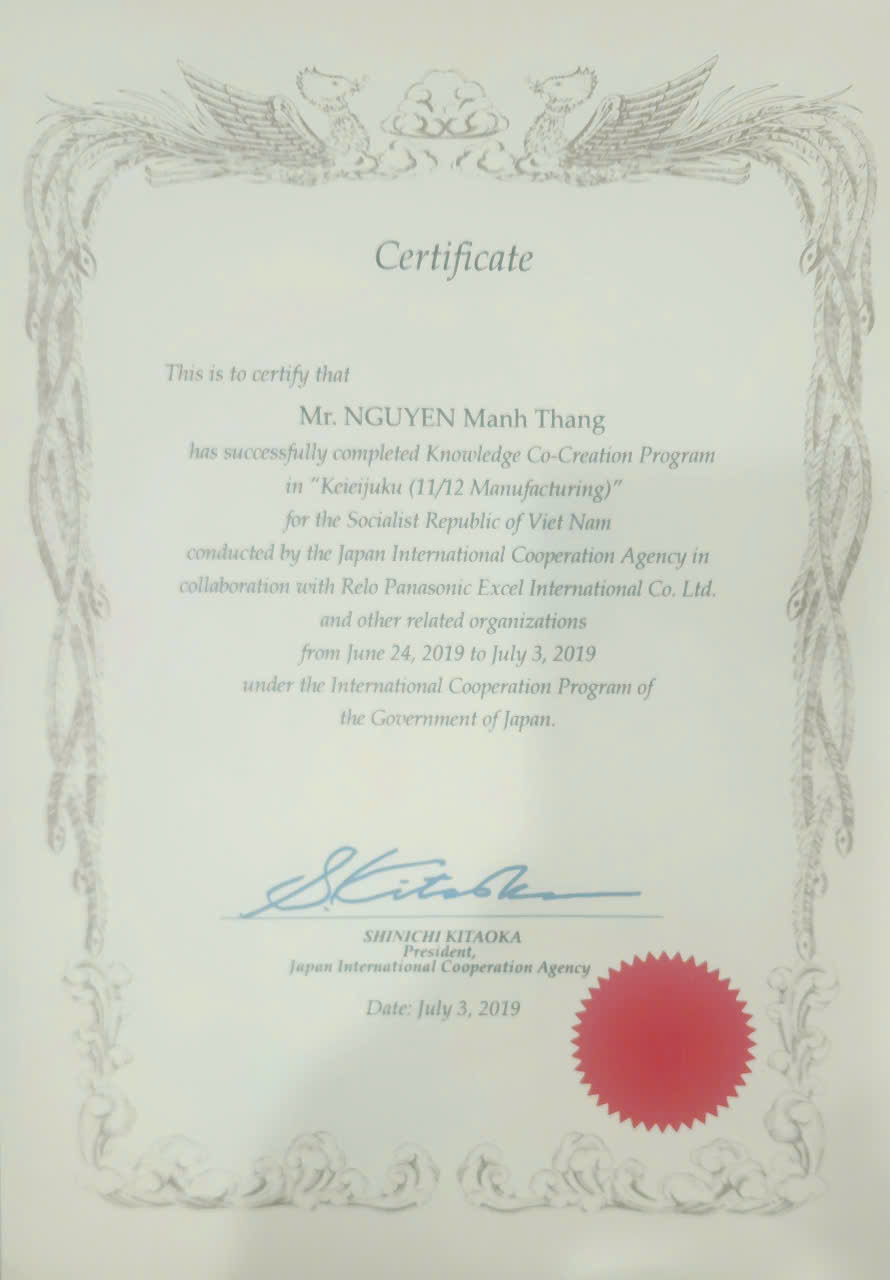 Certificate
This is to certify that
Mr. NGUYEN Manh Thang
has successfully completed Knowledge Co-Creation Program
in "Keieijuku (11/12 Manufacturing)"
for the Socialist Republic of Viet Nam
conducted by the Japan International Cooperation Agency in
collaboration with Relo Panasonic Excel International Co. Ltd.
and other related organizations
from June 24, 2019 to July 3, 2019
under the International Cooperation Program of
the Government of Japan.
S. Kitaoka
SHINICHI KITAOKA
President,
Japan International Cooperation Agency
Date: July 3, 2019